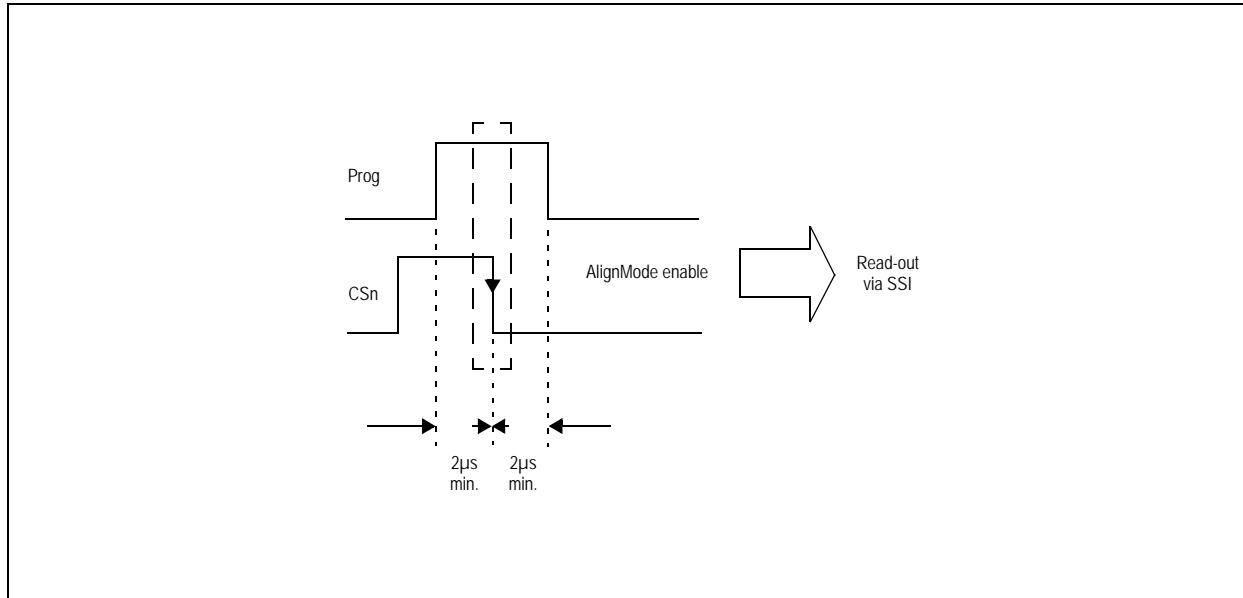 Prog
CSn
AlignMode enable
Read-out
via SSI
2µs
min.
2µs
min.